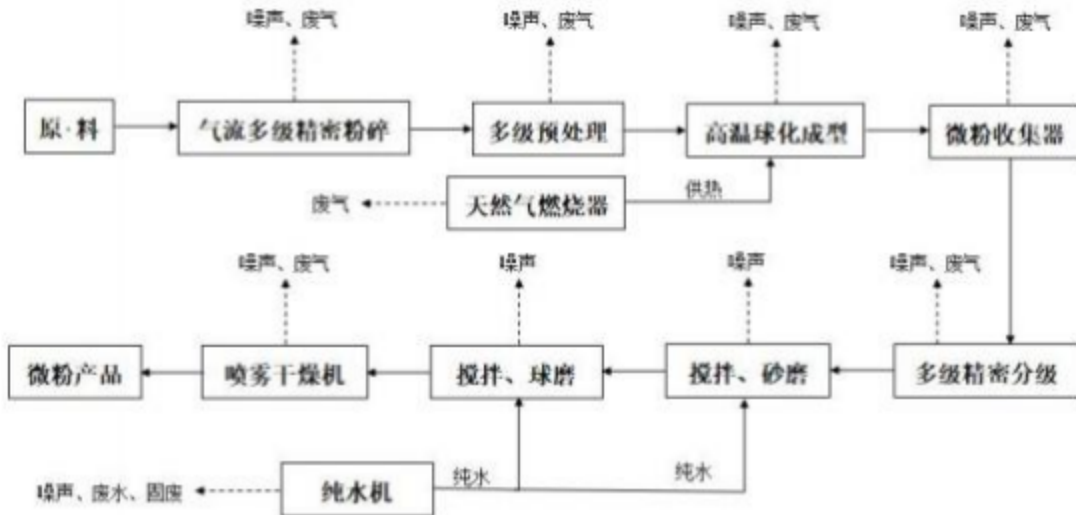 噪声、废气 噪声、废气 噪声、废气 噪声、废气
原·料 气流多级精密粉碎 多级预处理 高温球化成型 微粉收集器
废气 天然气燃烧器 供热
噪声、废气 噪声 噪声 噪声、废气
微粉产品 喷雾干燥机 搅拌、球磨 搅拌、砂磨 多级精密分级
噪声、废水、固废 纯水机 纯水 纯水